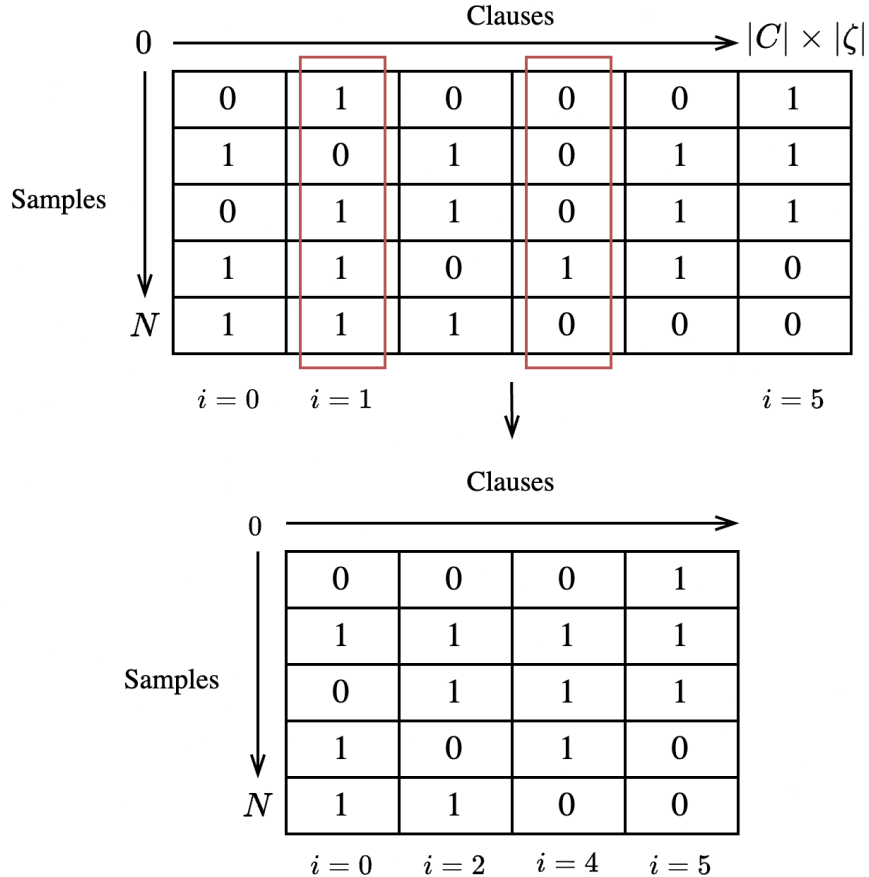 Clauses
0 |C| × |ζ|
0 1 0 0 0 1
1 0 1 0 1 1
Samples
0 1 1 0 1 1
1 1 0 1 1 0
N 1 1 1 0 0 0
i = 0 i = 1 i = 5
Clauses
0
0 0 0 1
1 1 1 1
Samples
0 1 1 1
1 0 1 0
N 1 1 0 0
i = 0 i = 2 i = 4 i = 5